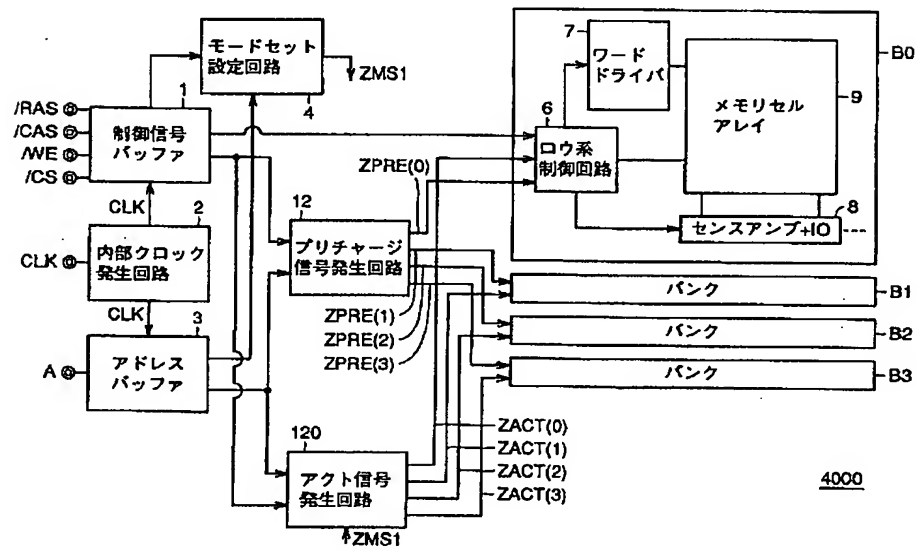 モードセット
設定回路
ZMS1
4
/RAS
/CAS
/WE
/CS
1
制御信号
バッファ
CLK
2
CLK
内部クロック
発生回路
CLK
3
A
アドレス
バッファ
12
プリチャージ
信号発生回路
ZPRE(0)
ZPRE(1)
ZPRE(2)
ZPRE(3)
120
アクト信号
発生回路
ZMS1
ZACT(0)
ZACT(1)
ZACT(2)
ZACT(3)
7
ワード
ドライバ
6
ロウ系
制御回路
メモリセル
アレイ
9
8
センスアンプ+IO
B0
バンク
B1
バンク
B2
バンク
B3
4000